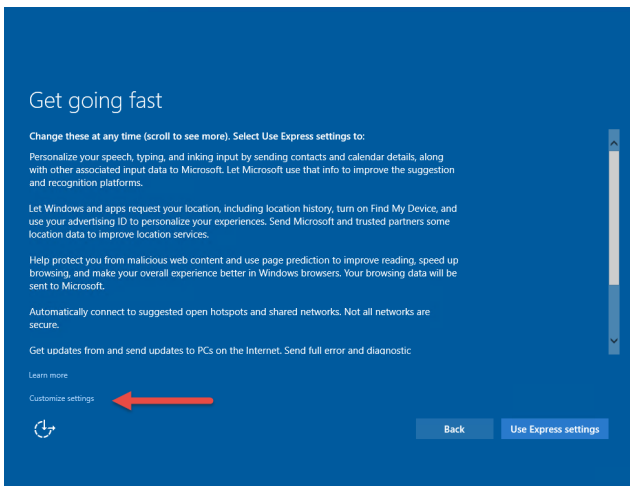 Get going fast
Change these at any time (scroll to see more). Select Use Express settings to:
Personalize your speech, typing, and inking input by sending contacts and calendar details, along
with other associated input data to Microsoft. Let Microsoft use that info to improve the suggestion
and recognition platforms.
Let Windows and apps request your location, including location history, turn on Find My Device, and
use your advertising ID to personalize your experiences. Send Microsoft and trusted partners some
location data to improve location services.
Help protect you from malicious web content and use page prediction to improve reading, speed up
browsing, and make your overall experience better in Windows browsers. Your browsing data will be
sent to Microsoft.
Automatically connect to suggested open hotspots and shared networks. Not all networks are
secure.
Get updates from and send updates to PCs on the Internet. Send full error and diagnostic
Learn more
Customize settings
Back
Use Express settings